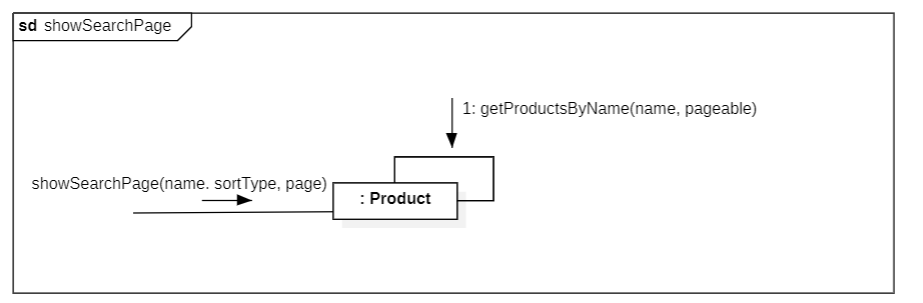 sd showSearchPage
1: getProductsByName(name, pageable)
showSearchPage(name. sortType, page)
: Product